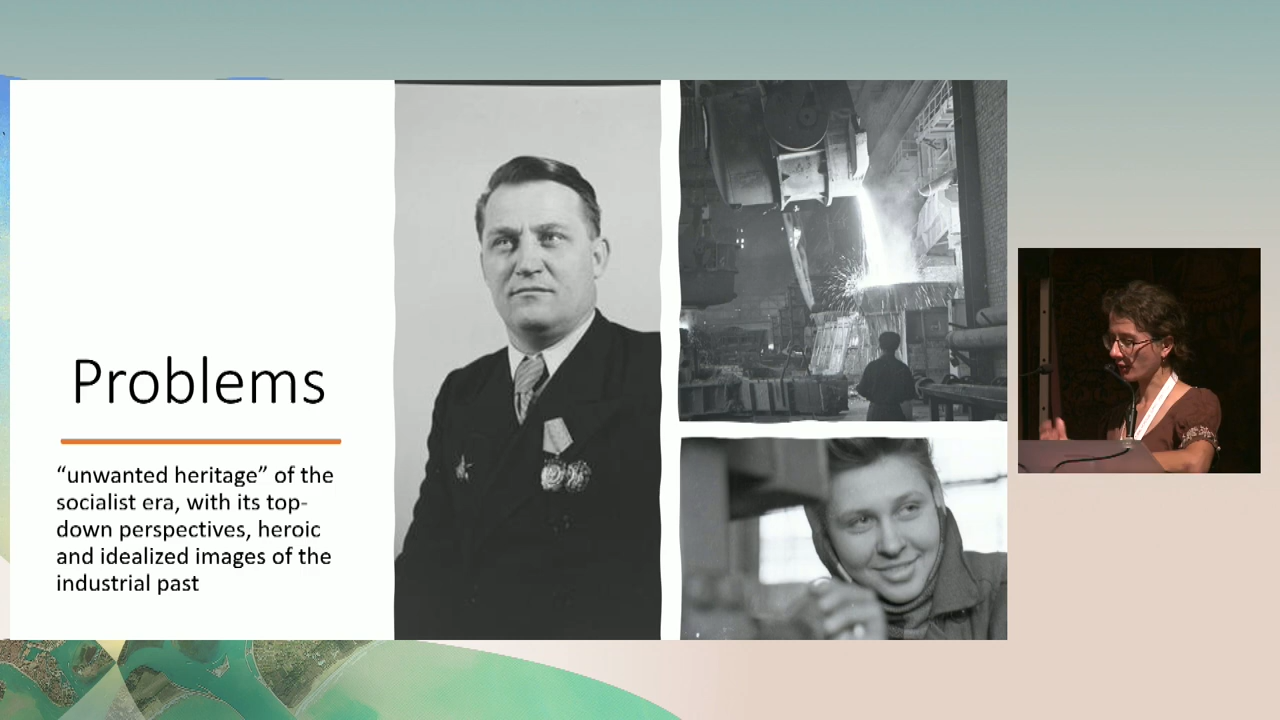 Problems
“unwanted heritage” of the
socialist era, with its top-
down perspectives, heroic
and idealized images of the
industrial past